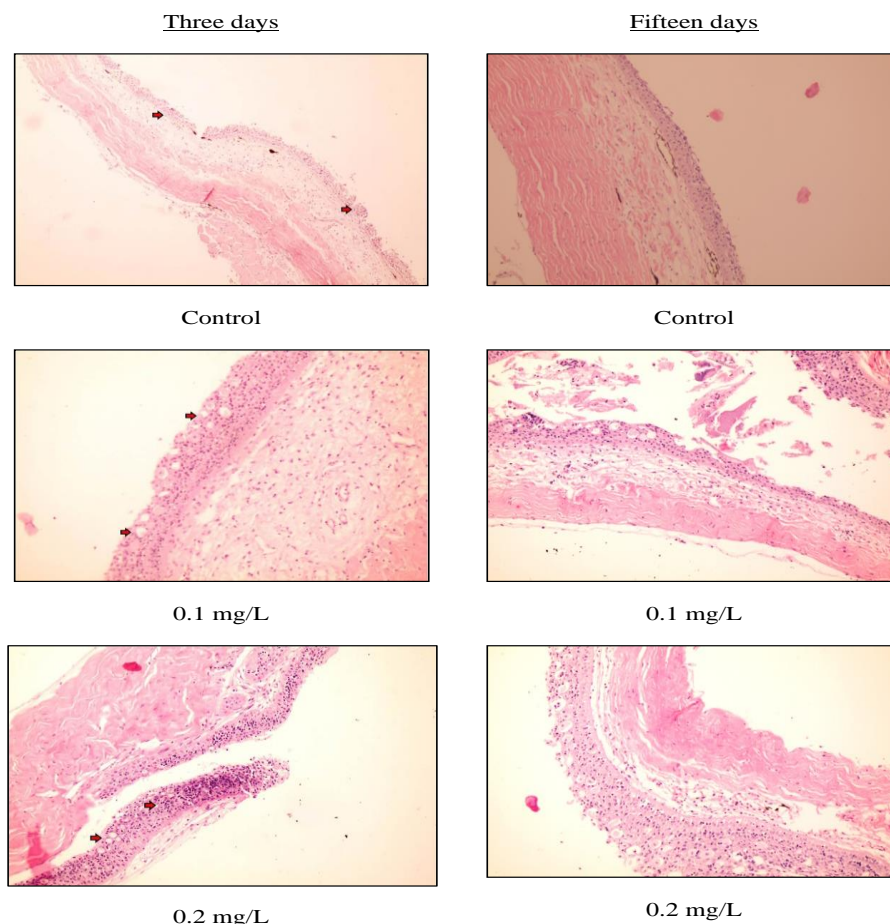 Three days
Fifteen days
Control
Control
0.1 mg/L
0.1 mg/L
0.2 mg/L
0.2 mg/L